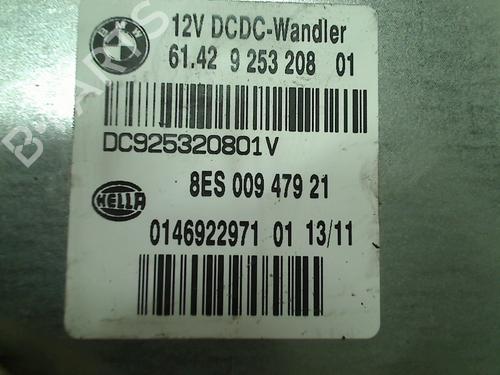 BMW
12V DCDC-Wandler
61.42 9 253 208 01
DC925320801V
HELLA
8ES 009 479 21
0146922971 01 13/11